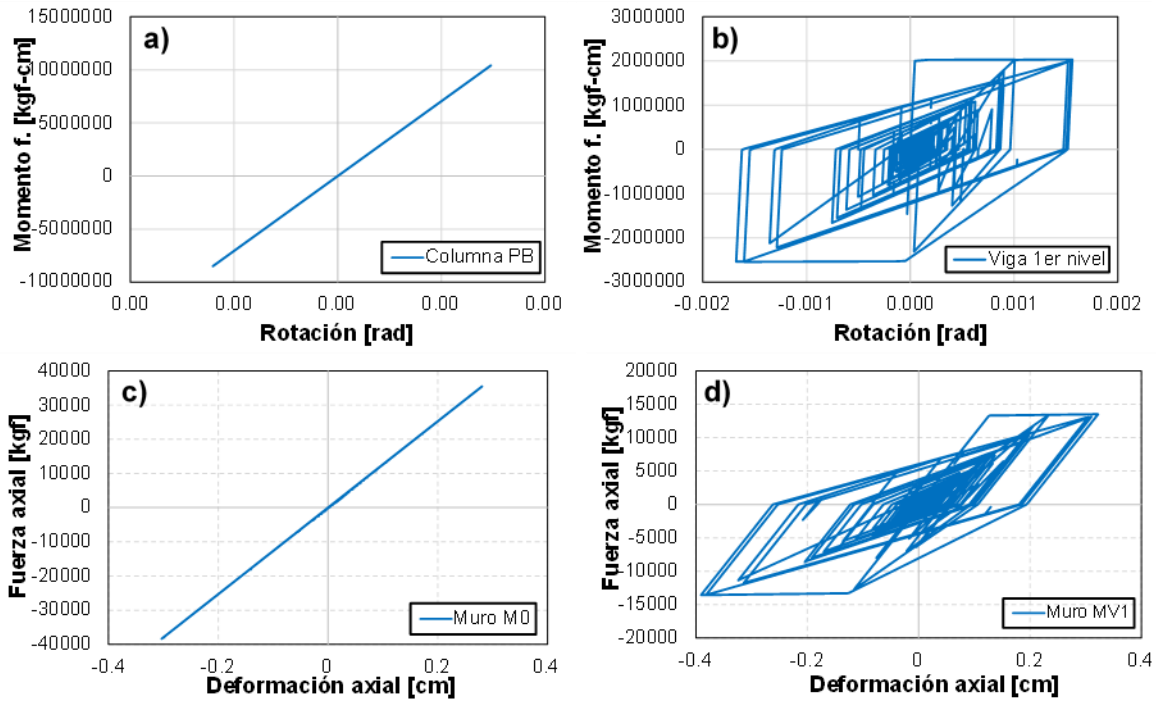 a)
Momento f. [kgf-cm]
15000000
10000000
5000000
0
-5000000
-10000000
0.00 0.00 0.00 0.00 0.00
Rotación [rad]
Columna PB
b)
Momento f. [kgf-cm]
3000000
2000000
1000000
0
-1000000
-2000000
-3000000
-0.002 -0.001 0.000 0.001 0.002
Rotación [rad]
Viga 1er nivel
c)
Fuerza axial [kgf]
40000
30000
20000
10000
0
-10000
-20000
-30000
-40000
-0.4 -0.2 0 0.2 0.4
Deformación axial [cm]
Muro M0
d)
Fuerza axial [kgf]
20000
15000
10000
5000
0
-5000
-10000
-15000
-20000
-0.4 -0.2 0 0.2 0.4
Deformación axial [cm]
Muro MV1